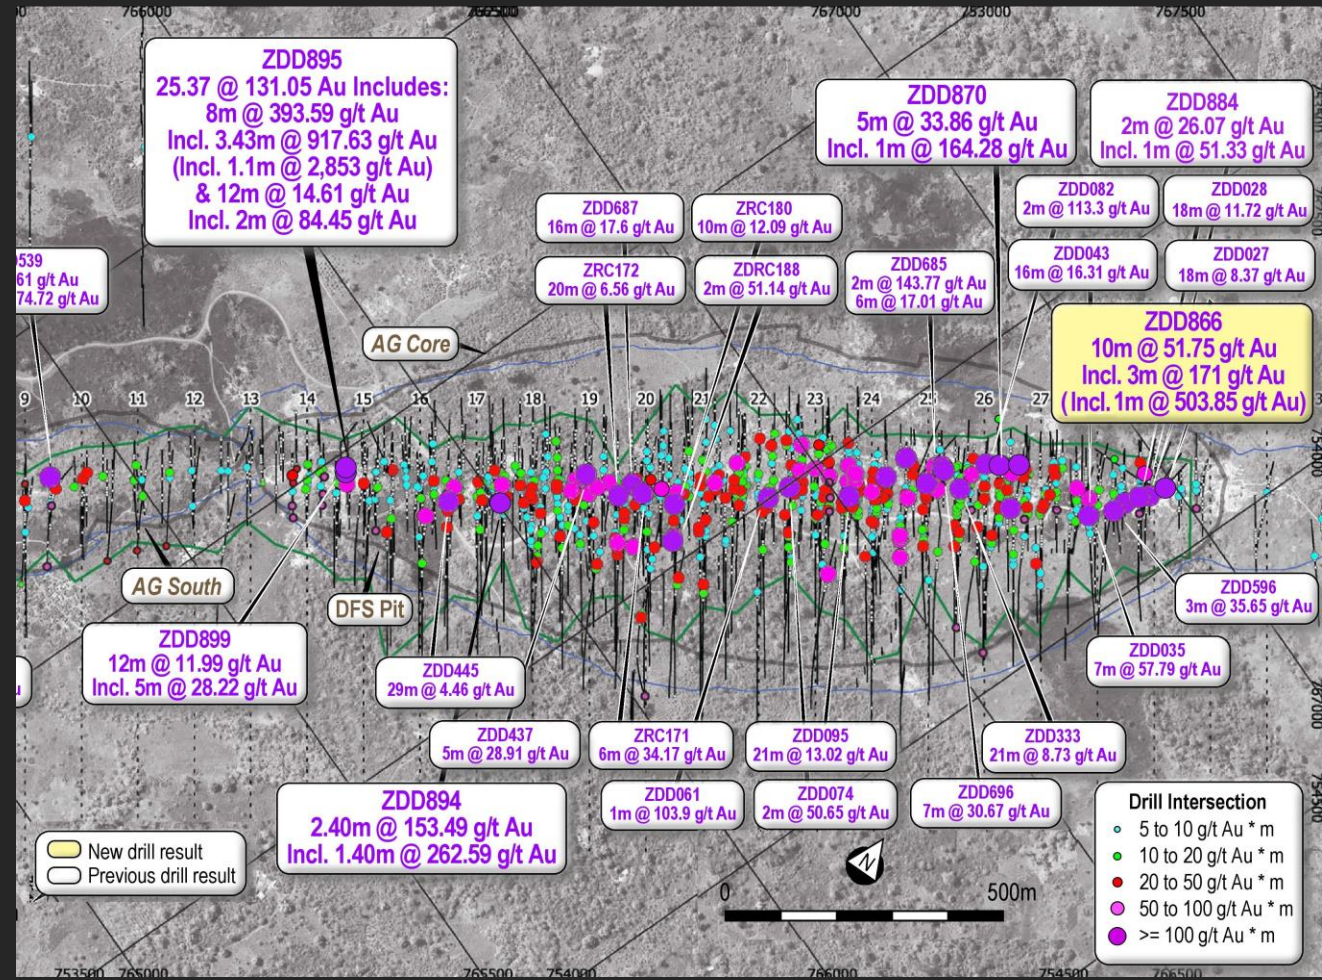 766000
767000
753000
767500
ZDD895
25.37 @ 131.05 Au Includes:
8m @ 393.59 g/t Au
Incl. 3.43m @ 917.63 g/t Au
(Incl. 1.1m @ 2,853 g/t Au)
& 12m @ 14.61 g/t Au
Incl. 2m @ 84.45 g/t Au
ZDD870
5m @ 33.86 g/t Au
Incl. 1m @ 164.28 g/t Au
ZDD884
2m @ 26.07 g/t Au
Incl. 1m @ 51.33 g/t Au
ZDD687
16m @ 17.6 g/t Au
ZRC180
10m @ 12.09 g/t Au
ZDD082
2m @ 113.3 g/t Au
ZDD028
18m @ 11.72 g/t Au
539
61 g/t Au
74.72 g/t Au
ZRC172
20m @ 6.56 g/t Au
ZDRC188
2m @ 51.14 g/t Au
ZDD685
2m @ 143.77 g/t Au
6m @ 17.01 g/t Au
ZDD043
16m @ 16.31 g/t Au
ZDD027
18m @ 8.37 g/t Au
ZDD866
10m @ 51.75 g/t Au
Incl. 3m @ 171 g/t Au
(Incl. 1m @ 503.85 g/t Au)
AG Core
9 10 11 12 13 14 15 16 17 18 19 20 21 22 23 24 25 26 27
754000
AG South
DFS Pit
ZDD596
3m @ 35.65 g/t Au
ZDD899
12m @ 11.99 g/t Au
Incl. 5m @ 28.22 g/t Au
ZDD445
29m @ 4.46 g/t Au
ZDD035
7m @ 57.79 g/t Au
767000
ZDD437
5m @ 28.91 g/t Au
ZRC171
6m @ 34.17 g/t Au
ZDD095
21m @ 13.02 g/t Au
ZDD333
21m @ 8.73 g/t Au
ZDD061
1m @ 103.9 g/t Au
ZDD074
2m @ 50.65 g/t Au
ZDD696
7m @ 30.67 g/t Au
ZDD894
2.40m @ 153.49 g/t Au
Incl. 1.40m @ 262.59 g/t Au
754500
New drill result
Previous drill result
N
0 500m
Drill Intersection
5 to 10 g/t Au * m
10 to 20 g/t Au * m
20 to 50 g/t Au * m
50 to 100 g/t Au * m
>= 100 g/t Au * m
753500
765000
765500
754000
766000
754500
766500